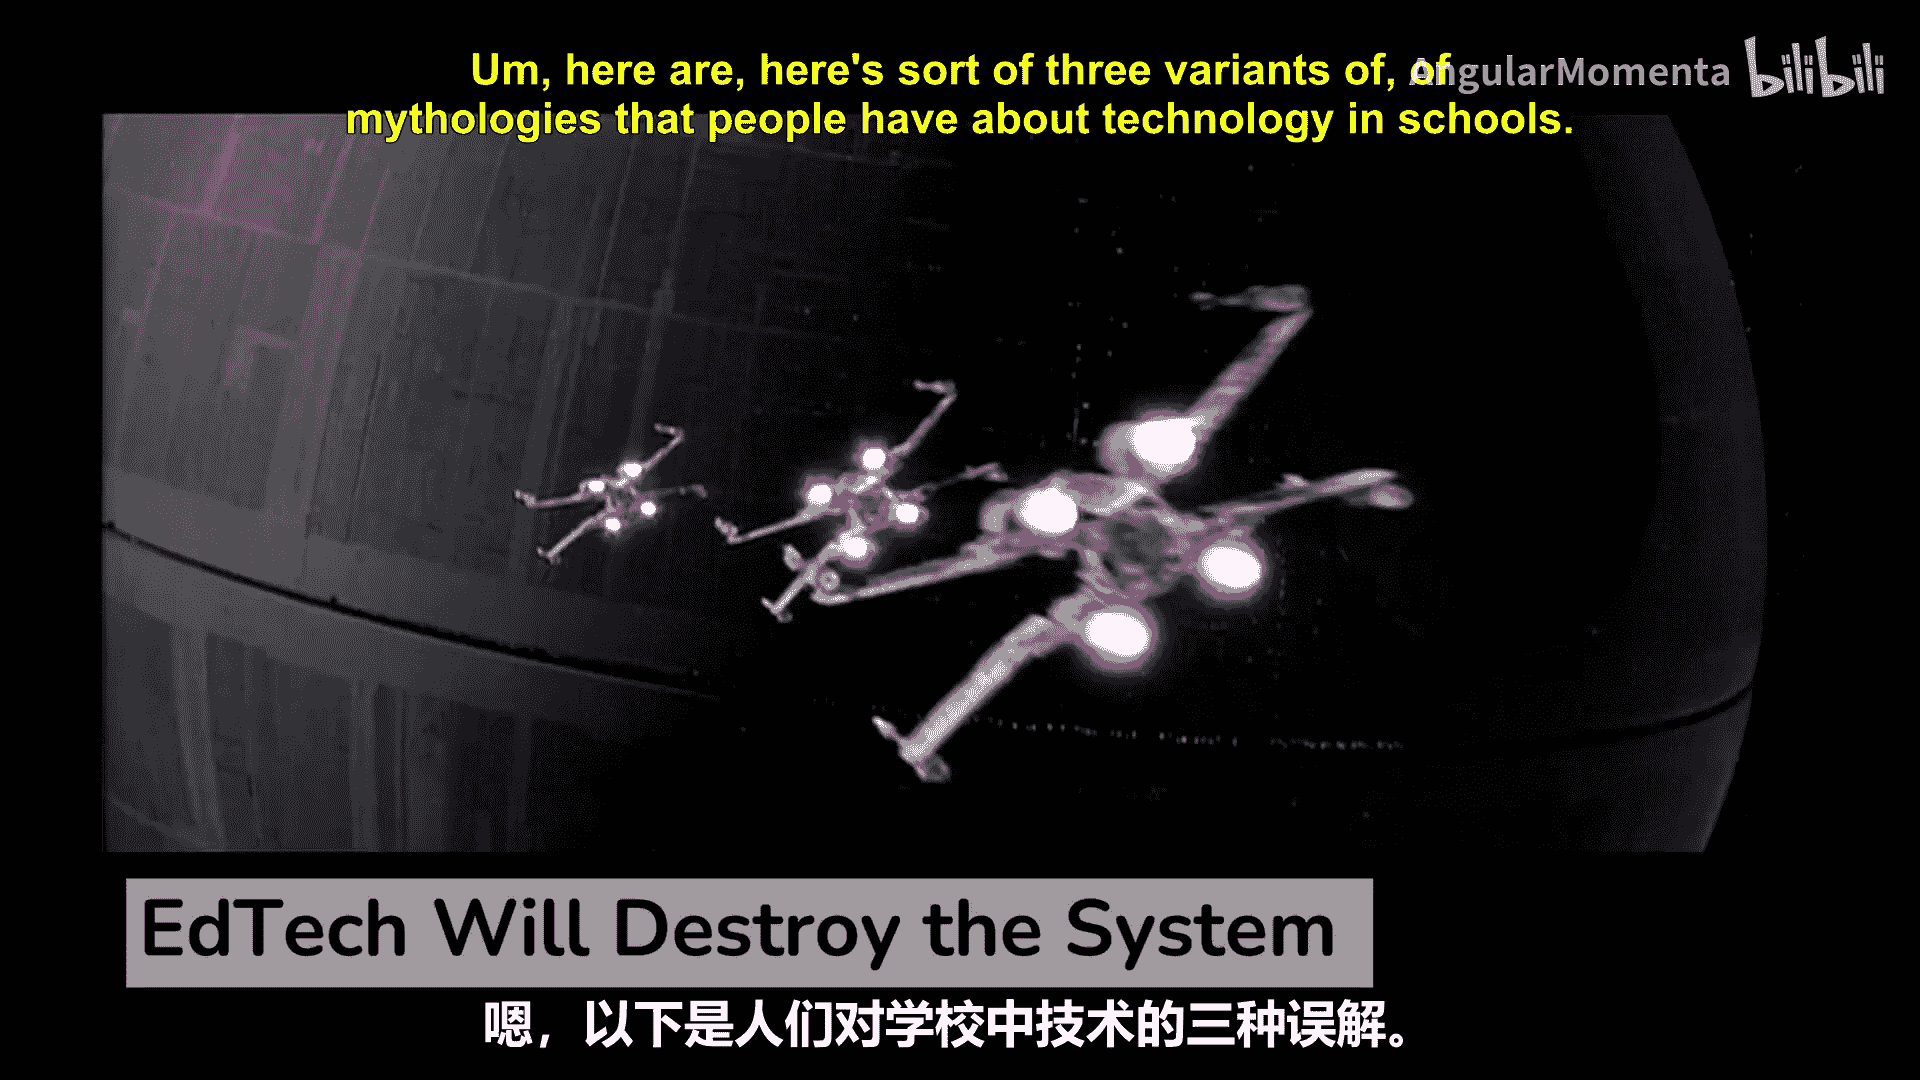 Um, here are, here's sort of three variants of, of
mythologies that people have about technology in schools.
AngularMomenta bilibili
EdTech Will Destroy the System
嗯，以下是人们对学校中技术的三种误解。